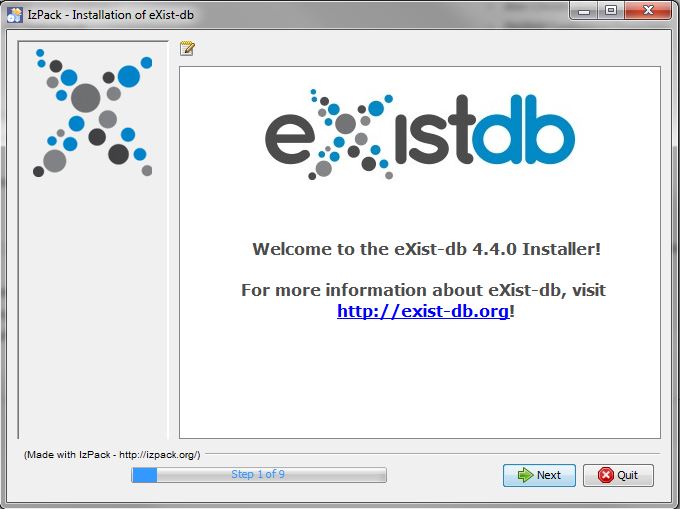 IzPack - Installation of eXist-db
eXistdb
Welcome to the eXist-db 4.4.0 Installer!
For more information about eXist-db, visit
http://exist-db.org!
(Made with IzPack - http://izpack.org/)
Step 1 of 9
Next
Quit